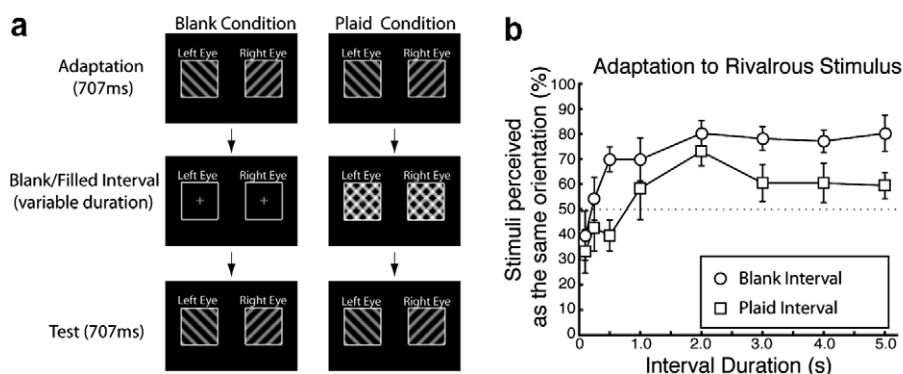 a
Blank Condition
Plaid Condition
Adaptation
(707ms)
Left Eye Right Eye
Left Eye Right Eye
Blank/Filled Interval
(variable duration)
Left Eye Right Eye
Left Eye Right Eye
Test (707ms)
Left Eye Right Eye
Left Eye Right Eye
b
Adaptation to Rivalrous Stimulus
Stimuli perceived
as the same orientation (%)
100
90
80
70
60
50
40
30
20
10
0
0 1.0 2.0 3.0 4.0 5.0
Interval Duration (s)
Blank Interval
Plaid Interval